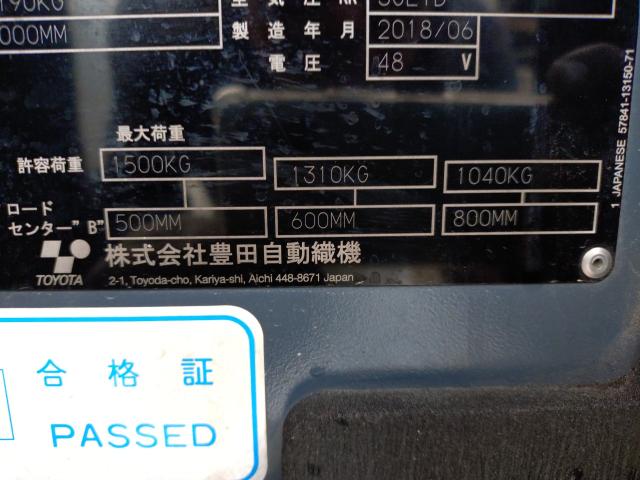 製造年月 2018/06
000MM
電圧 48 V
最大荷重
許容荷重 1500KG 1310KG 1040KG
ロード
センター"B" 500MM 600MM 800MM
TOYOTA 株式会社豊田自動織機
2-1, Toyoda-cho, Kariya-shi, Aichi 448-8671 Japan
1 JAPANESE 57841-13150-71
合格証
PASSED